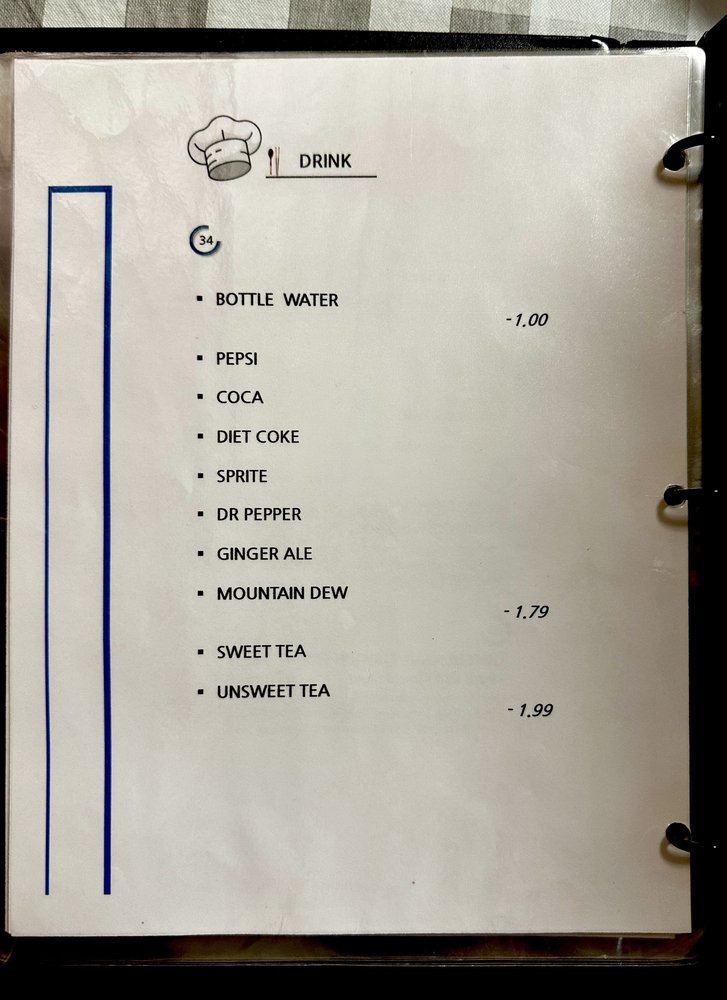 DRINK
34
▪ BOTTLE WATER
-1.00
▪ PEPSI
▪ COCA
▪ DIET COKE
▪ SPRITE
▪ DR PEPPER
▪ GINGER ALE
▪ MOUNTAIN DEW
- 1.79
▪ SWEET TEA
▪ UNSWEET TEA
- 1.99